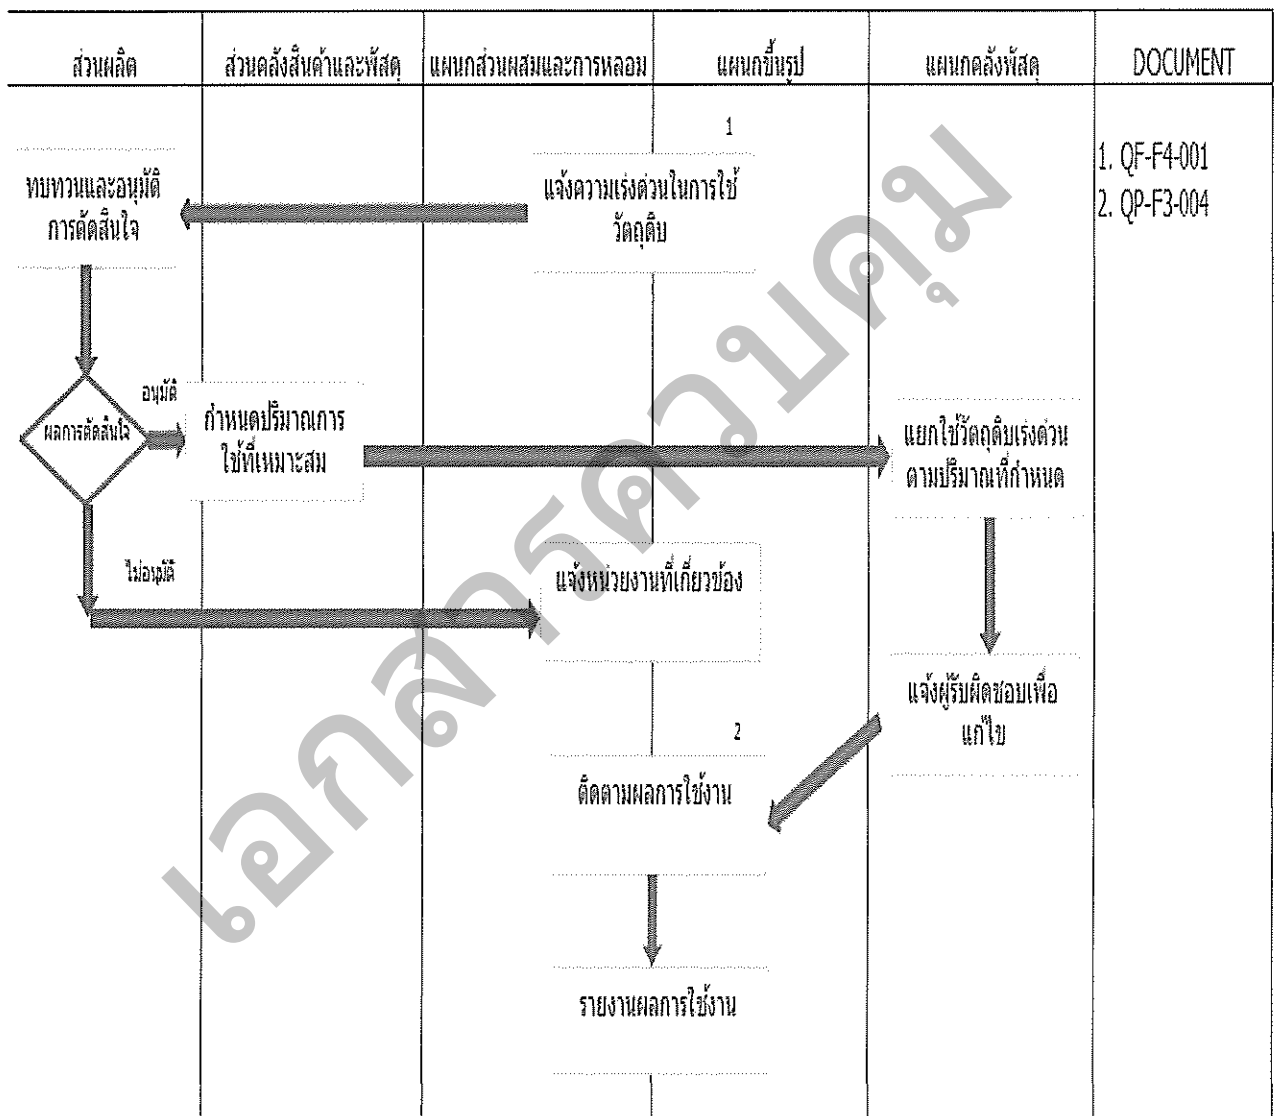 ส่วนผลิต
ส่วนคลังสินค้าและพัสดุ
แผนกส่วนผสมและการหลอม
แผนกขึ้นรูป
แผนกคลังพัสดุ
DOCUMENT
1
1. QF-F4-001
2. QP-F3-004
แจ้งความเร่งด่วนในการใช้
วัตถุดิบ
ทบทวนและอนุมัติ
การตัดสินใจ
ผลการตัดสินใจ
อนุมัติ
กำหนดปริมาณการ
ใช้ที่เหมาะสม
แยกใช้วัตถุดิบเร่งด่วน
ตามปริมาณที่กำหนด
ไม่อนุมัติ
แจ้งหน่วยงานที่เกี่ยวข้อง
แจ้งผู้รับผิดชอบเพื่อ
แก้ไข
2
ติดตามผลการใช้งาน
รายงานผลการใช้งาน
เอกสารควบคุม